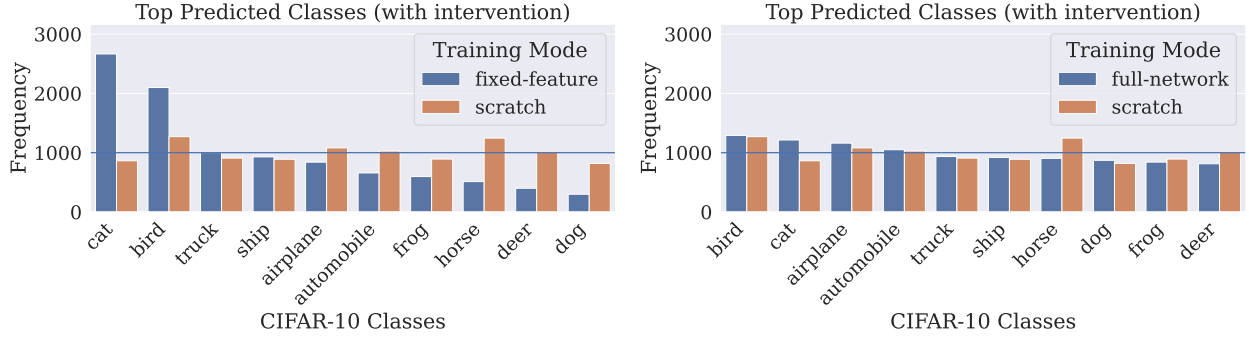 Top Predicted Classes (with intervention)
Frequency
3000
2000
1000
0
Training Mode
fixed-feature
scratch
cat
bird
truck
ship
airplane
automobile
frog
horse
deer
dog
CIFAR-10 Classes
Top Predicted Classes (with intervention)
Frequency
3000
2000
1000
0
Training Mode
full-network
scratch
bird
cat
airplane
automobile
truck
ship
horse
dog
frog
deer
CIFAR-10 Classes